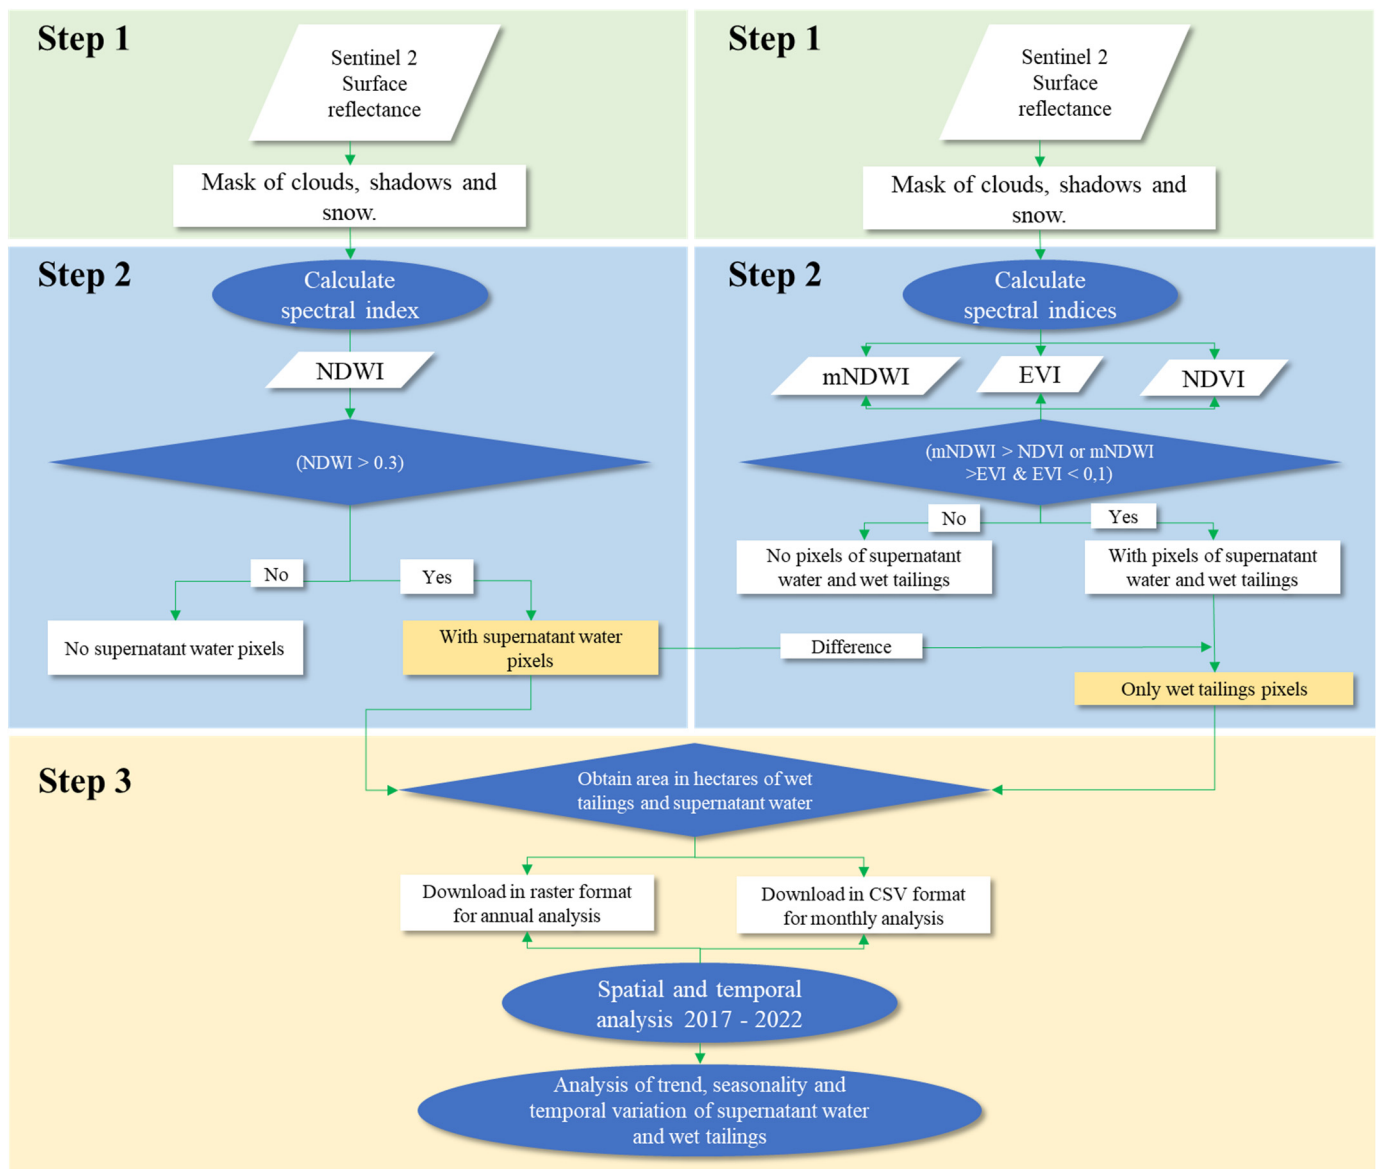 Step 1
Sentinel 2
Surface
reflectance
Mask of clouds, shadows and
snow.
Step 1
Sentinel 2
Surface
reflectance
Mask of clouds, shadows and
snow.
Step 2
Calculate
spectral index
NDWI
(NDWI > 0.3)
No
Yes
No supernatant water pixels
With supernatant water
pixels
Step 2
Calculate
spectral indices
mNDWI
EVI
NDVI
(mNDWI > NDVI or mNDWI
>EVI & EVI < 0,1)
No
Yes
No pixels of supernatant
water and wet tailings
With pixels of supernatant
water and wet tailings
Difference
Only wet tailings pixels
Step 3
Obtain area in hectares of wet
tailings and supernatant water
Download in raster format
for annual analysis
Download in CSV format
for monthly analysis
Spatial and temporal
analysis 2017 - 2022
Analysis of trend, seasonality and
temporal variation of supernatant water
and wet tailings